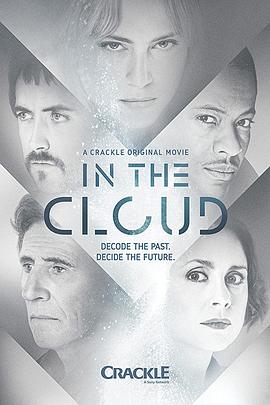 A CRACKLE ORIGINAL MOVIE
IN THE
CLOUD
DECODE THE PAST.
DECIDE THE FUTURE.
CRACKLE
A Sony Network